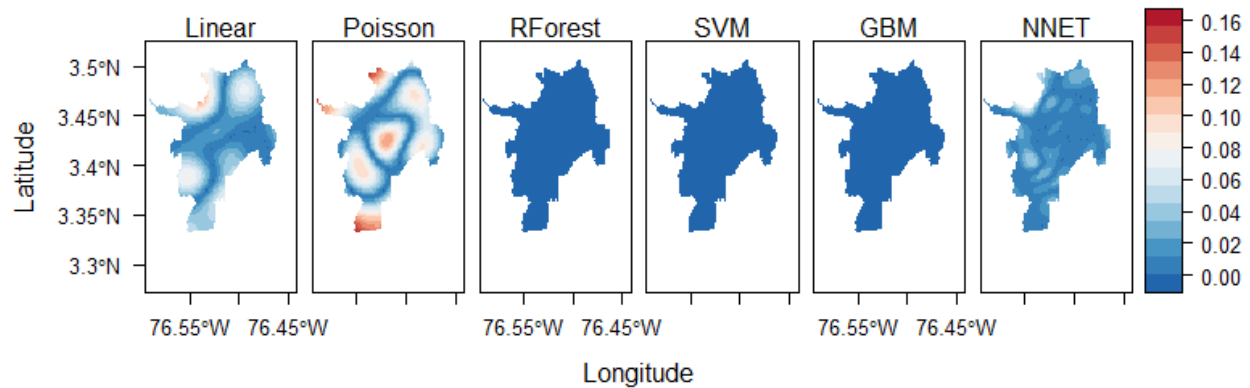 Linear Poisson RForest SVM GBM NNET
0.16
0.14
0.12
0.10
0.08
0.06
0.04
0.02
0.00
3.5°N
3.45°N
3.4°N
3.35°N
3.3°N
Latitude
76.55°W 76.45°W 76.55°W 76.45°W 76.55°W 76.45°W
Longitude